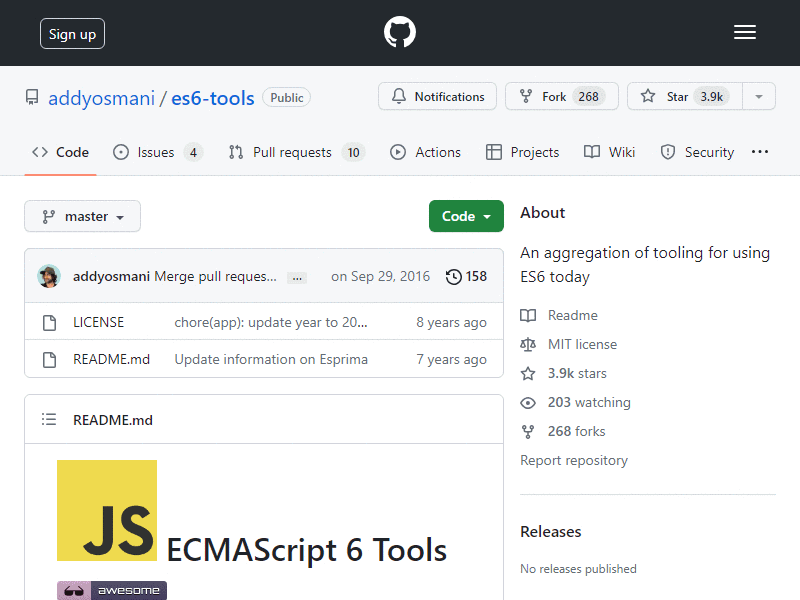 Sign up
addyosmani / es6-tools Public
Notifications
Fork 268
Star 3.9k
Code
Issues 4
Pull requests 10
Actions
Projects
Wiki
Security
master
Code
addyosmani Merge pull reques... ... on Sep 29, 2016 158
LICENSE chore(app): update year to 20... 8 years ago
README.md Update information on Esprima 7 years ago
README.md
JS ECMAScript 6 Tools
awesome
About
An aggregation of tooling for using
ES6 today
Readme
MIT license
3.9k stars
203 watching
268 forks
Report repository
Releases
No releases published